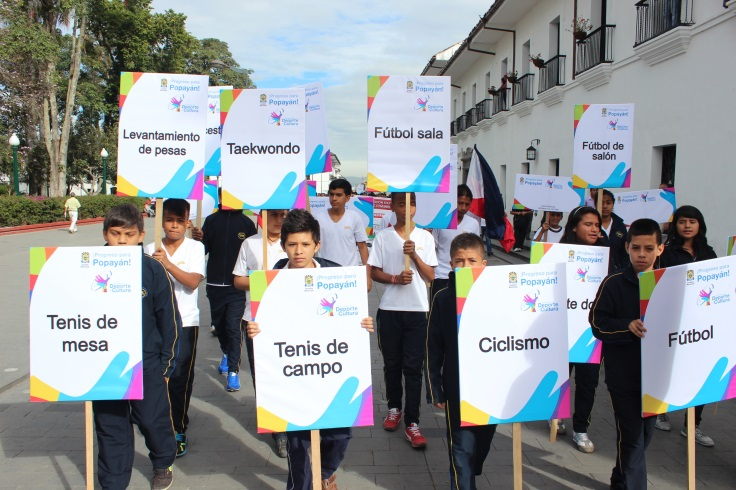 ¡Progreso para
Popayán!
Deporte
Cultura
Levantamiento
de pesas
¡Progreso para
Popayán!
Deporte
Cultura
Taekwondo
¡Progreso para
Popayán!
Deporte
Cultura
Fútbol sala
¡Progreso para
Popayán!
Deporte
Cultura
Fútbol de
salón
¡Progreso para
Popayán!
Deporte
Cultura
Tenis de
mesa
¡Progreso para
Popayán!
Deporte
Cultura
Tenis de
campo
¡Progreso para
Popayán!
Deporte
Cultura
Ciclismo
¡Progreso para
Popayán!
Deporte
Cultura
Fútbol
Popayán!